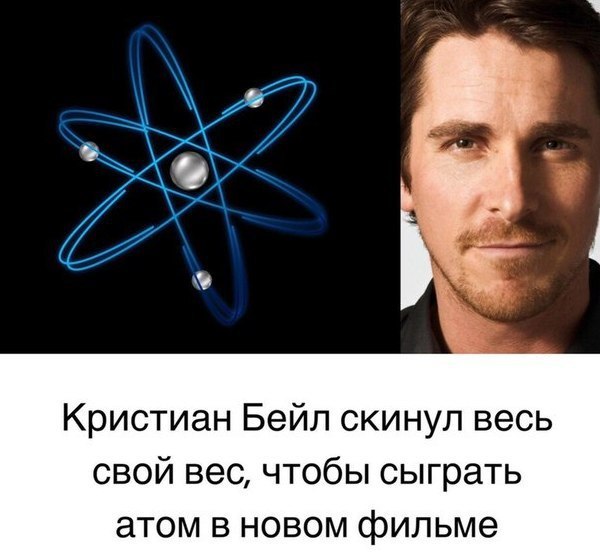 Кристиан Бейл скинул весь
свой вес, чтобы сыграть
атом в новом фильме